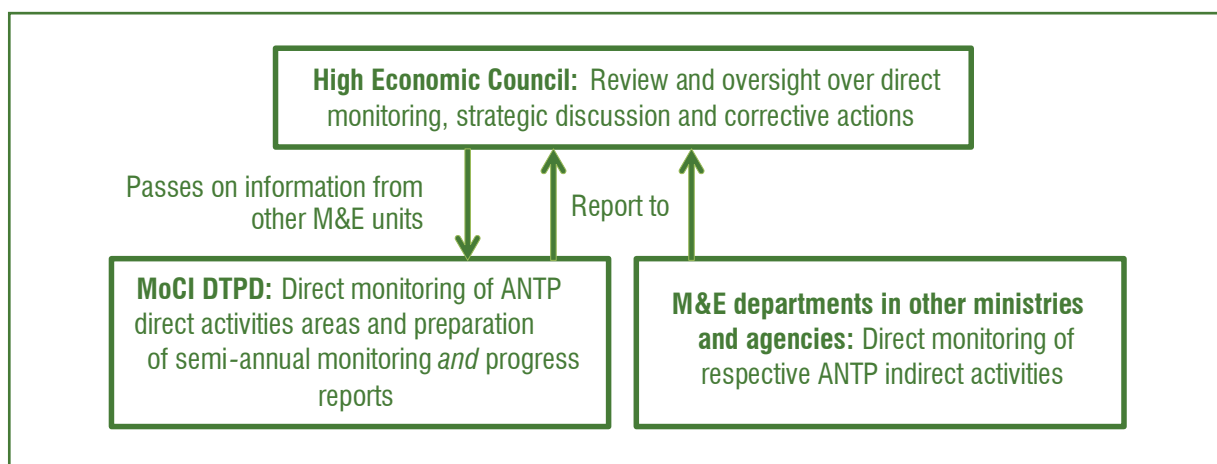 High Economic Council: Review and oversight over direct
monitoring, strategic discussion and corrective actions
Passes on information from
other M&E units
Report to
MoCI DTPD: Direct monitoring of ANTP
direct activities areas and preparation
of semi-annual monitoring and progress
reports
M&E departments in other ministries
and agencies: Direct monitoring of
respective ANTP indirect activities